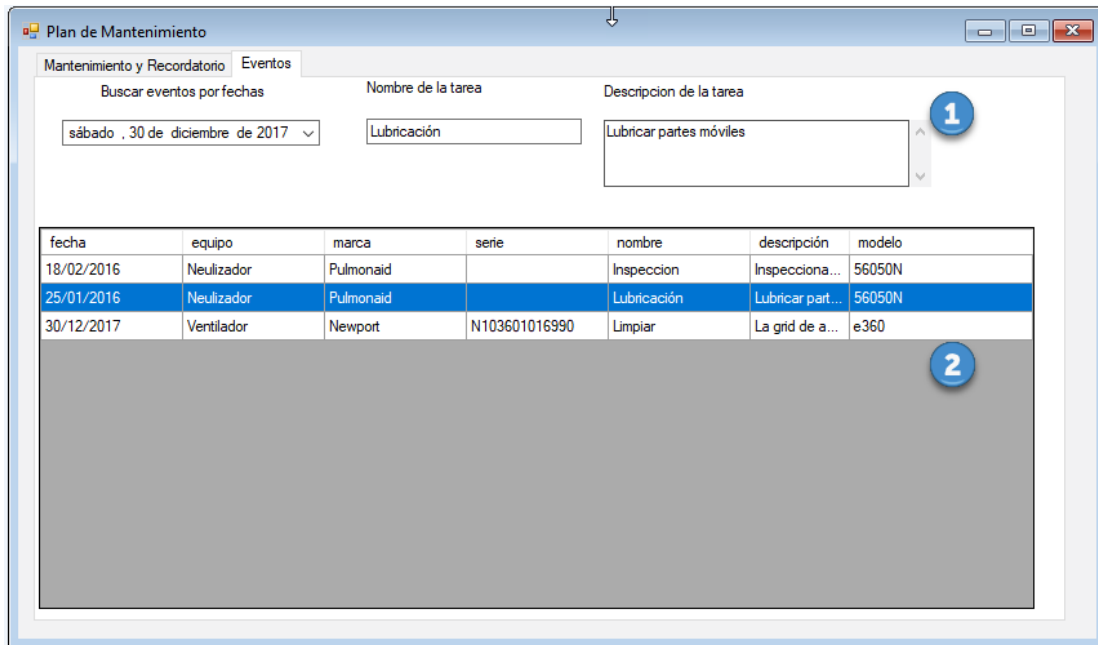 Plan de Mantenimiento
Mantenimiento y Recordatorio Eventos
Buscar eventos por fechas Nombre de la tarea Descripcion de la tarea
1
sábado , 30 de diciembre de 2017 Lubricación Lubricar partes móviles
fecha equipo marca serie nombre descripción modelo
18/02/2016 Neulizador Pulmonaid Inspeccion Inspecciona... 56050N
25/01/2016 Neulizador Pulmonaid Lubricación Lubricar part... 56050N
30/12/2017 Ventilador Newport N103601016990 Limpiar La grid de a... e360
2